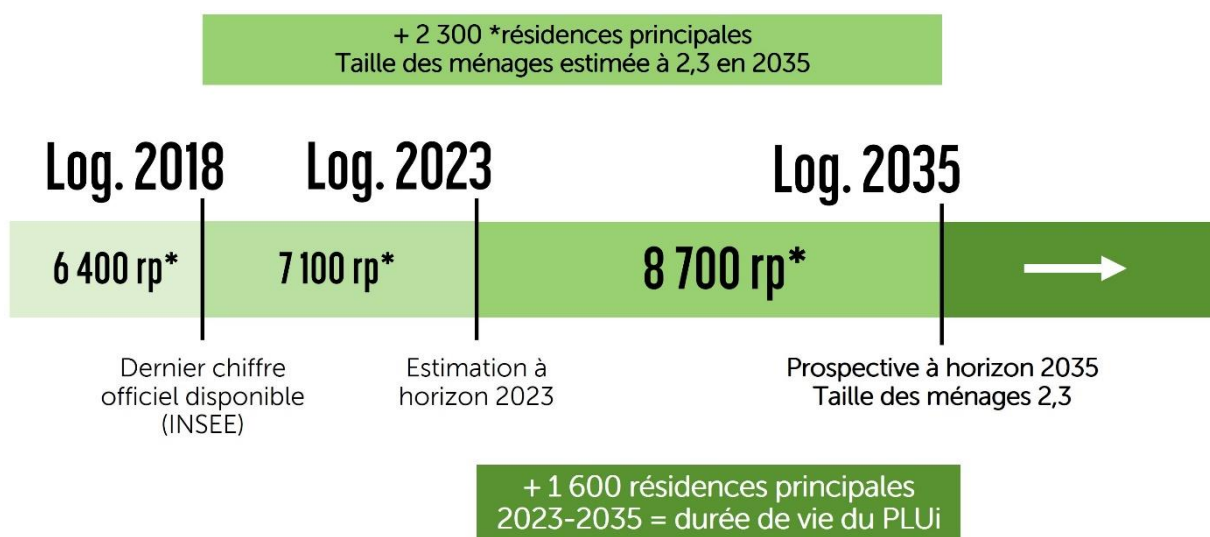 + 2 300 *résidences principales
Taille des ménages estimée à 2,3 en 2035
Log. 2018
Log. 2023
Log. 2035
6 400 rp*
7 100 rp*
8 700 rp*
Dernier chiffre
officiel disponible
(INSEE)
Estimation à
horizon 2023
Prospective à horizon 2035
Taille des ménages 2,3
+ 1 600 résidences principales
2023-2035 = durée de vie du PLUi